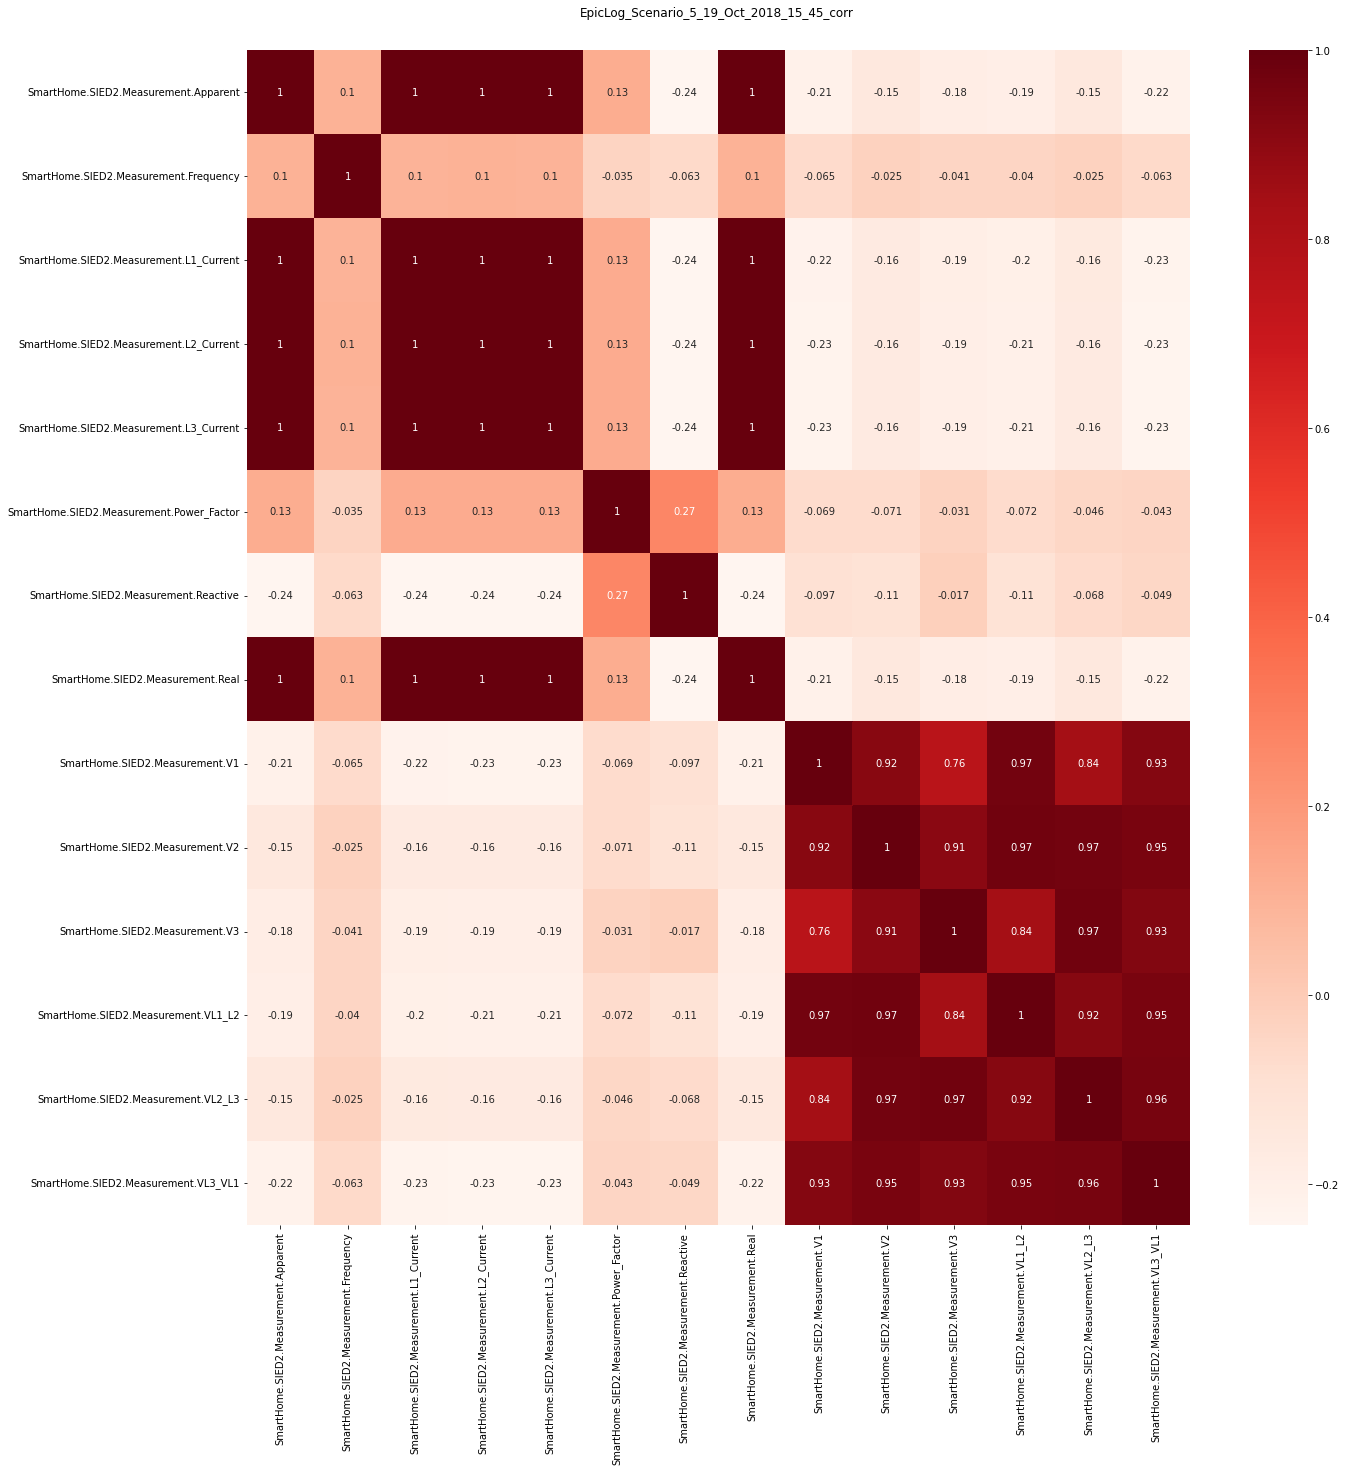 EpicLog_Scenario_5_19_Oct_2018_15_45_corr
SmartHome.SIED2.Measurement.Apparent 1 0.1 1 1 1 0.13 -0.24 1 -0.21 -0.15 -0.18 -0.19 -0.15 -0.22
SmartHome.SIED2.Measurement.Frequency 0.1 1 0.1 0.1 0.1 -0.035 -0.063 0.1 -0.065 -0.025 -0.041 -0.04 -0.025 -0.063
SmartHome.SIED2.Measurement.L1_Current 1 0.1 1 1 1 0.13 -0.24 1 -0.22 -0.16 -0.19 -0.2 -0.16 -0.23
SmartHome.SIED2.Measurement.L2_Current 1 0.1 1 1 1 0.13 -0.24 1 -0.23 -0.16 -0.19 -0.21 -0.16 -0.23
SmartHome.SIED2.Measurement.L3_Current 1 0.1 1 1 1 0.13 -0.24 1 -0.23 -0.16 -0.19 -0.21 -0.16 -0.23
SmartHome.SIED2.Measurement.Power_Factor 0.13 -0.035 0.13 0.13 0.13 1 0.27 0.13 -0.069 -0.071 -0.031 -0.072 -0.046 -0.043
SmartHome.SIED2.Measurement.Reactive -0.24 -0.063 -0.24 -0.24 -0.24 0.27 1 -0.24 -0.097 -0.11 -0.017 -0.11 -0.068 -0.049
SmartHome.SIED2.Measurement.Real 1 0.1 1 1 1 0.13 -0.24 1 -0.21 -0.15 -0.18 -0.19 -0.15 -0.22
SmartHome.SIED2.Measurement.V1 -0.21 -0.065 -0.22 -0.23 -0.23 -0.069 -0.097 -0.21 1 0.92 0.76 0.97 0.84 0.93
SmartHome.SIED2.Measurement.V2 -0.15 -0.025 -0.16 -0.16 -0.16 -0.071 -0.11 -0.15 0.92 1 0.91 0.97 0.97 0.95
SmartHome.SIED2.Measurement.V3 -0.18 -0.041 -0.19 -0.19 -0.19 -0.031 -0.017 -0.18 0.76 0.91 1 0.84 0.97 0.93
SmartHome.SIED2.Measurement.VL1_L2 -0.19 -0.04 -0.2 -0.21 -0.21 -0.072 -0.11 -0.19 0.97 0.97 0.84 1 0.92 0.95
SmartHome.SIED2.Measurement.VL2_L3 -0.15 -0.025 -0.16 -0.16 -0.16 -0.046 -0.068 -0.15 0.84 0.97 0.97 0.92 1 0.96
SmartHome.SIED2.Measurement.VL3_VL1 -0.22 -0.063 -0.23 -0.23 -0.23 -0.043 -0.049 -0.22 0.93 0.95 0.93 0.95 0.96 1
SmartHome.SIED2.Measurement.Apparent
SmartHome.SIED2.Measurement.Frequency
SmartHome.SIED2.Measurement.L1_Current
SmartHome.SIED2.Measurement.L2_Current
SmartHome.SIED2.Measurement.L3_Current
SmartHome.SIED2.Measurement.Power_Factor
SmartHome.SIED2.Measurement.Reactive
SmartHome.SIED2.Measurement.Real
SmartHome.SIED2.Measurement.V1
SmartHome.SIED2.Measurement.V2
SmartHome.SIED2.Measurement.V3
SmartHome.SIED2.Measurement.VL1_L2
SmartHome.SIED2.Measurement.VL2_L3
SmartHome.SIED2.Measurement.VL3_VL1
1.0
0.8
0.6
0.4
0.2
0.0
−0.2